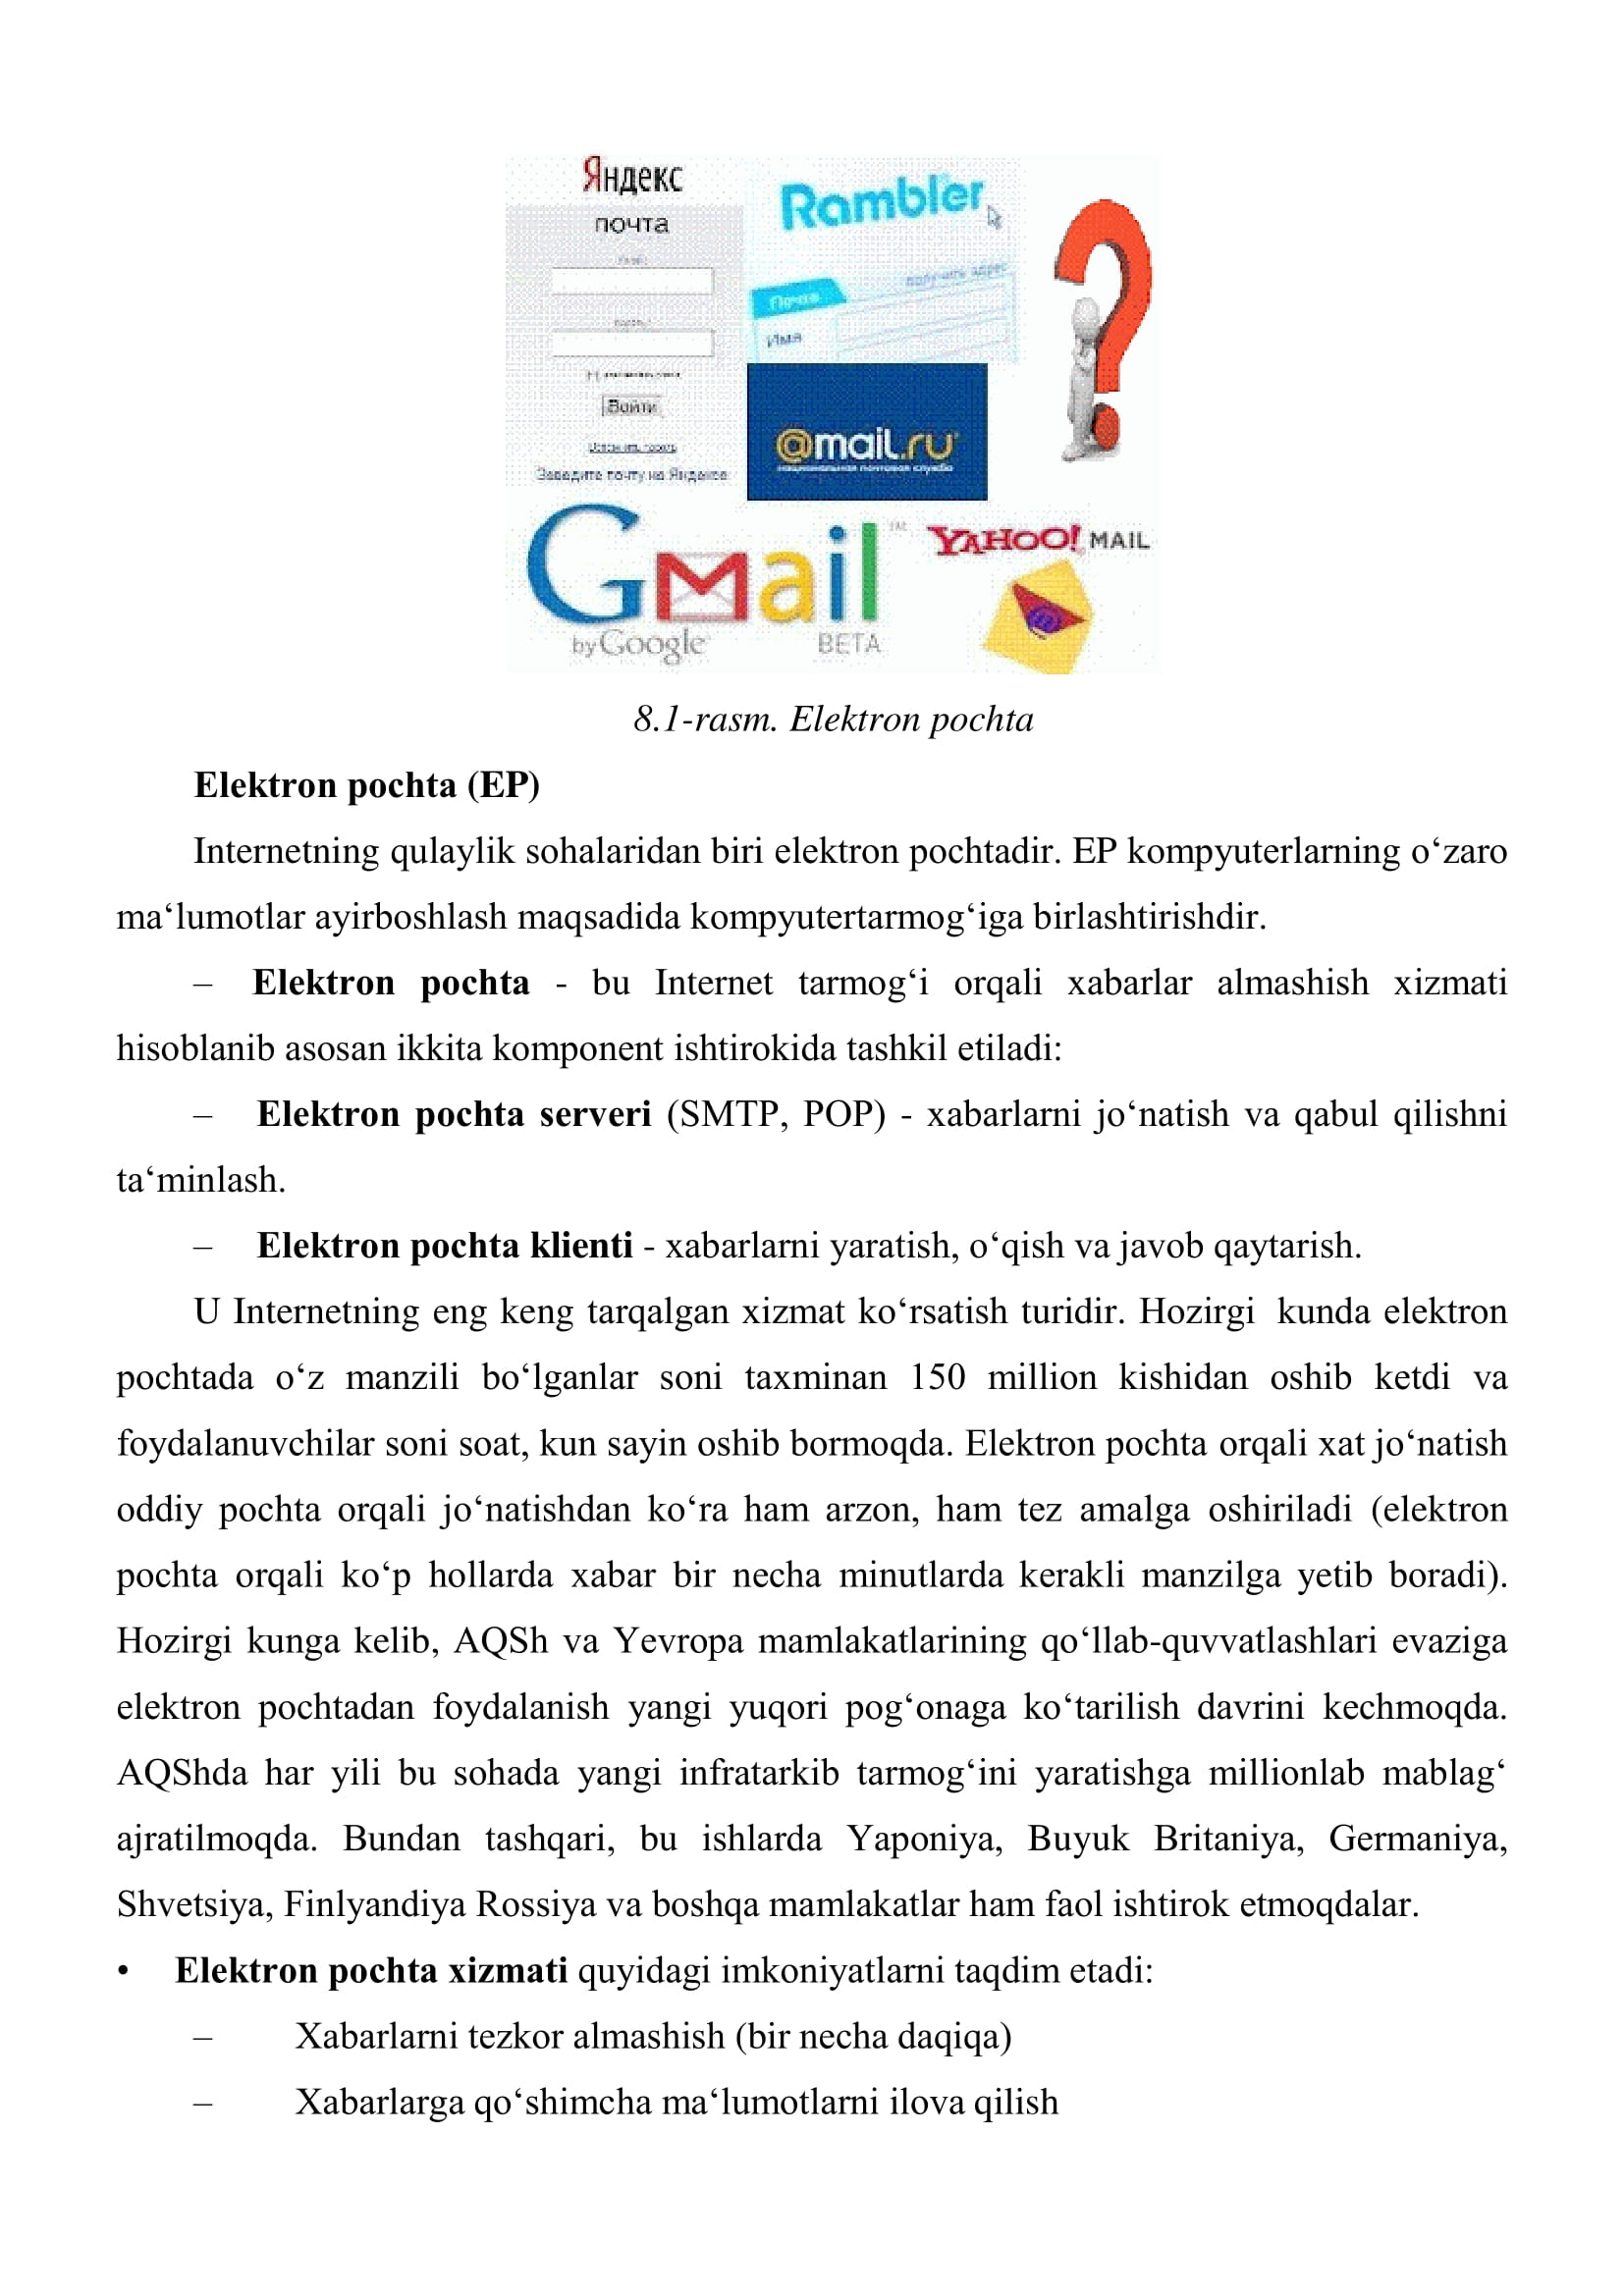 Яндекс
почта
Войти
Заведите почту на Яндексе
Rambler
получить адрес
Почта
Имя
@mail.ru
национальная почтовая служба
Gmail™
by Google BETA
YAHOO! MAIL
8.1-rasm. Elektron pochta
Elektron pochta (EP)
Internetning qulaylik sohalaridan biri elektron pochtadir. EP kompyuterlarning o‘zaro
ma‘lumotlar ayirboshlash maqsadida kompyutertarmog‘iga birlashtirishdir.
– Elektron pochta - bu Internet tarmog‘i orqali xabarlar almashish xizmati
hisoblanib asosan ikkita komponent ishtirokida tashkil etiladi:
– Elektron pochta serveri (SMTP, POP) - xabarlarni jo‘natish va qabul qilishni
ta‘minlash.
– Elektron pochta klienti - xabarlarni yaratish, o‘qish va javob qaytarish.
U Internetning eng keng tarqalgan xizmat ko‘rsatish turidir. Hozirgi kunda elektron
pochtada o‘z manzili bo‘lganlar soni taxminan 150 million kishidan oshib ketdi va
foydalanuvchilar soni soat, kun sayin oshib bormoqda. Elektron pochta orqali xat jo‘natish
oddiy pochta orqali jo‘natishdan ko‘ra ham arzon, ham tez amalga oshiriladi (elektron
pochta orqali ko‘p hollarda xabar bir necha minutlarda kerakli manzilga yetib boradi).
Hozirgi kunga kelib, AQSh va Yevropa mamlakatlarining qo‘llab-quvvatlashlari evaziga
elektron pochtadan foydalanish yangi yuqori pog‘onaga ko‘tarilish davrini kechmoqda.
AQShda har yili bu sohada yangi infratarkib tarmog‘ini yaratishga millionlab mablag‘
ajratilmoqda. Bundan tashqari, bu ishlarda Yaponiya, Buyuk Britaniya, Germaniya,
Shvetsiya, Finlyandiya Rossiya va boshqa mamlakatlar ham faol ishtirok etmoqdalar.
• Elektron pochta xizmati quyidagi imkoniyatlarni taqdim etadi:
– Xabarlarni tezkor almashish (bir necha daqiqa)
– Xabarlarga qo‘shimcha ma‘lumotlarni ilova qilish